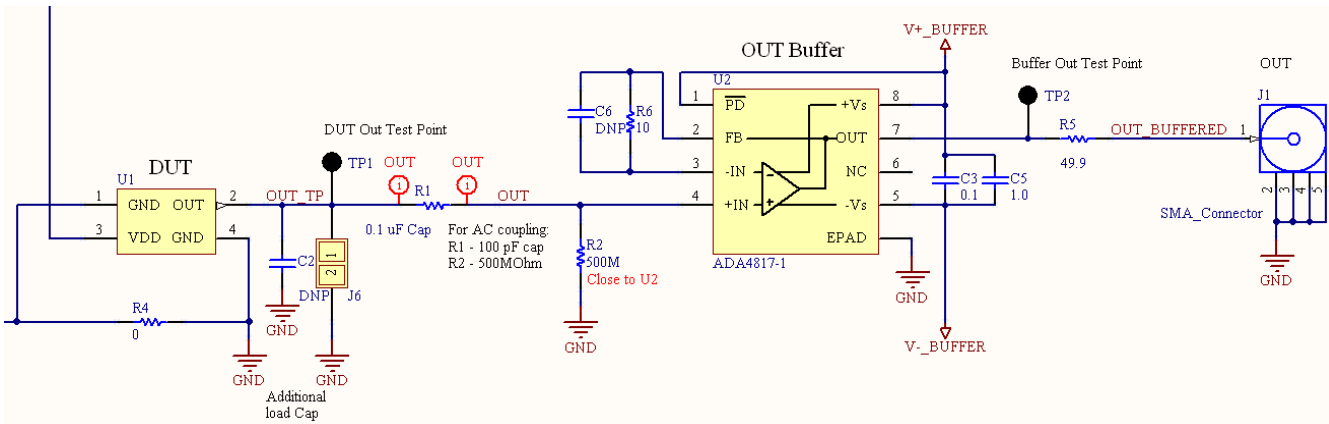 V+_BUFFER
OUT Buffer
Buffer Out Test Point
OUT
U2
J1
1
PD
+Vs
8
TP2
C6
R6
DNP
10
2
FB
OUT
7
R5
OUT_BUFFERED
1
DUT Out Test Point
49.9
3
-IN
NC
6
DUT
TP1
OUT
OUT
C3
C5
U1
R1
0.1
1.0
2 3 4 5
1
GND
OUT
2
OUT_TP
1
1
OUT
4
+IN
-Vs
5
SMA_Connector
3
VDD
GND
4
0.1 uF Cap
For AC coupling:
R1 - 100 pF cap
R2 - 500MOhm
R2
500M
Close to U2
EPAD
ADA4817-1
C2
1
2
DNP
J6
GND
GND
R4
0
GND
GND
V-_BUFFER
GND
GND
Additional
load Cap